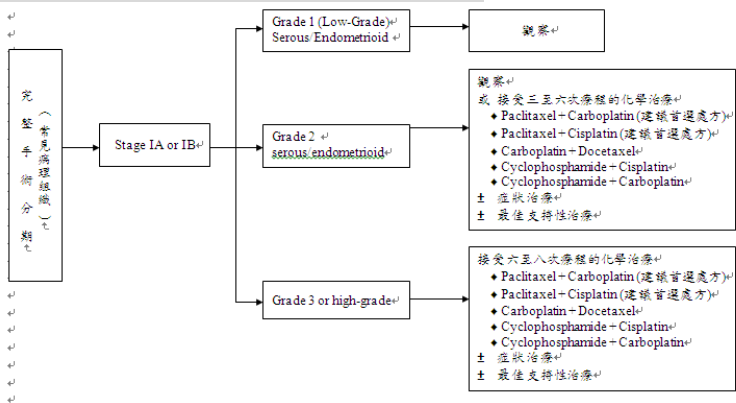 完整手術分期
（常見病理組織）
Stage IA or IB
Grade 1 (Low-Grade)
Serous/Endometrioid
觀察
Grade 2
serous/endometrioid
觀察
或 接受三至六次療程的化學治療
◆ Paclitaxel + Carboplatin (建議首選處方)
◆ Paclitaxel + Cisplatin (建議首選處方)
◆ Carboplatin + Docetaxel
◆ Cyclophosphamide + Cisplatin
◆ Cyclophosphamide + Carboplatin
± 症狀治療
± 最佳支持性治療
Grade 3 or high-grade
接受六至八次療程的化學治療
◆ Paclitaxel + Carboplatin (建議首選處方)
◆ Paclitaxel + Cisplatin (建議首選處方)
◆ Carboplatin + Docetaxel
◆ Cyclophosphamide + Cisplatin
◆ Cyclophosphamide + Carboplatin
± 症狀治療
± 最佳支持性治療